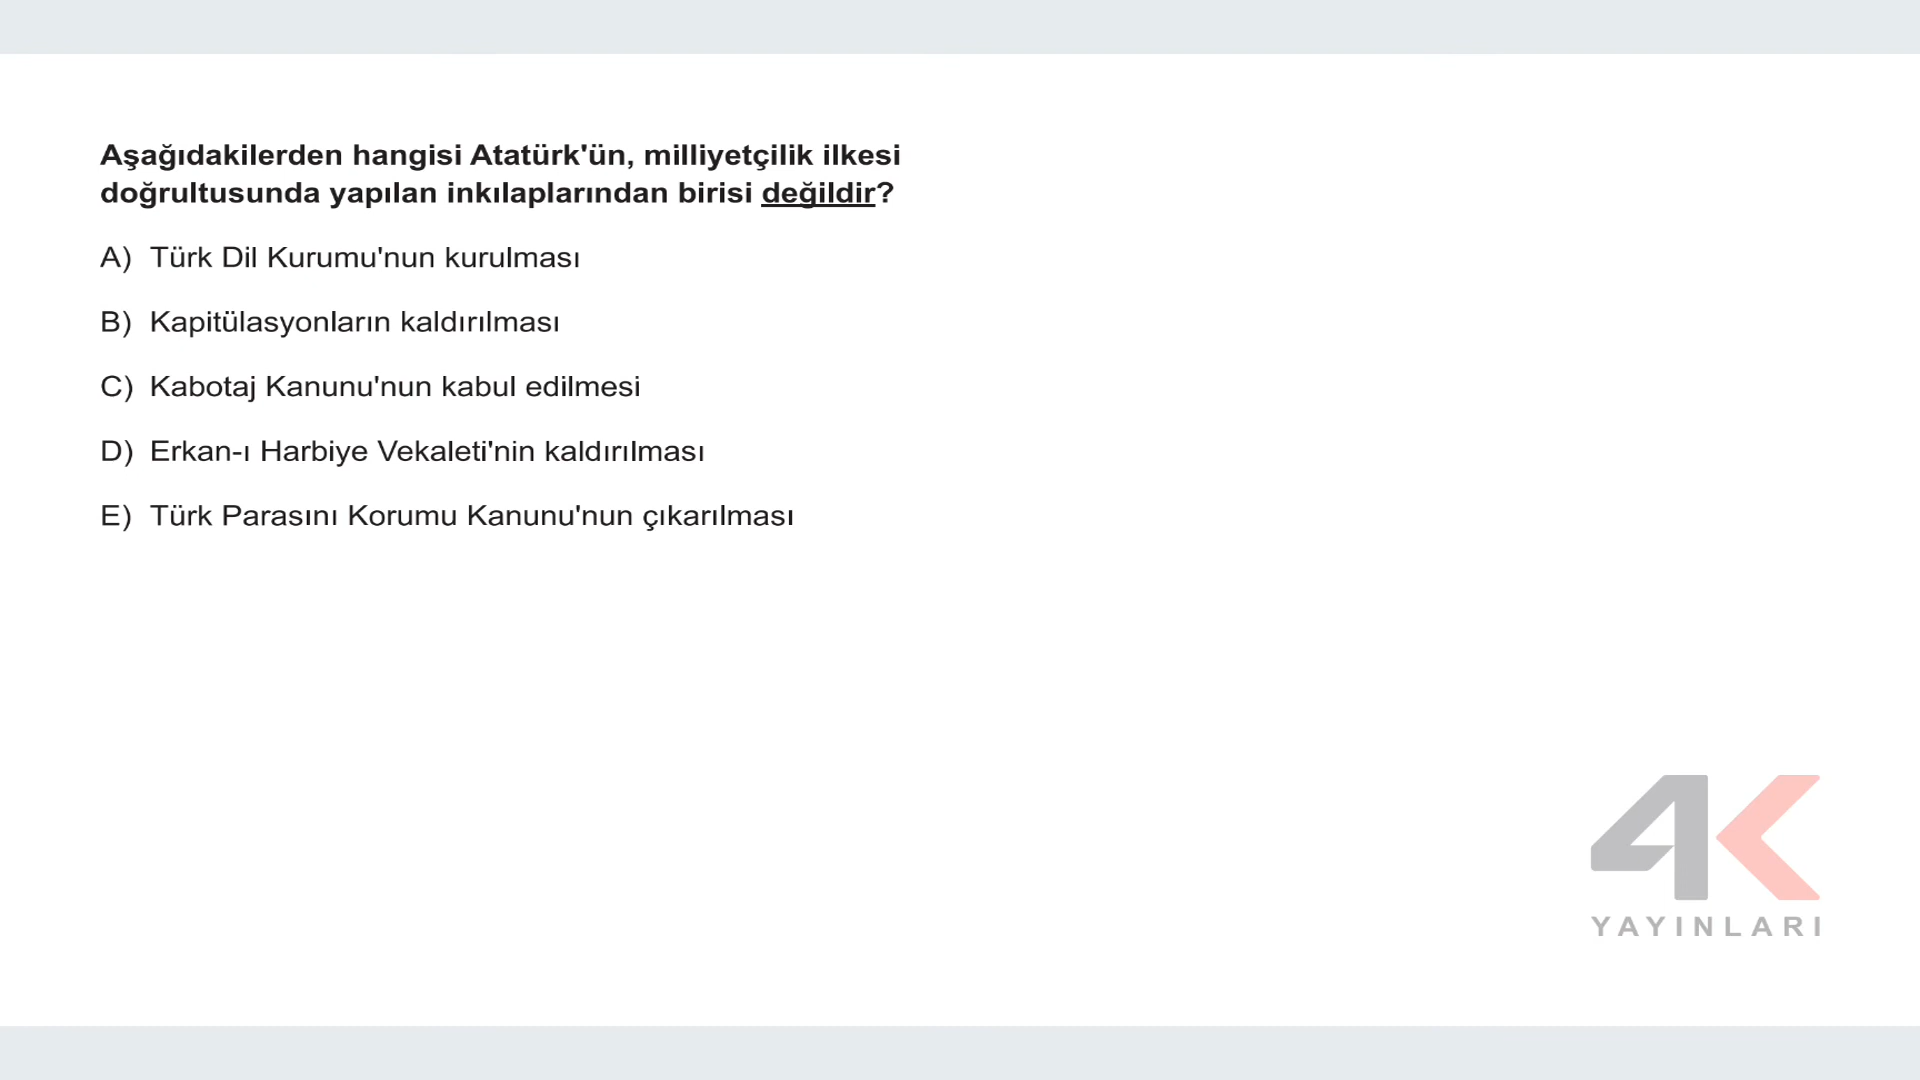 Aşağıdakilerden hangisi Atatürk'ün, milliyetçilik ilkesi
doğrultusunda yapılan inkılaplarından birisi değildir?
A) Türk Dil Kurumu'nun kurulması
B) Kapitülasyonların kaldırılması
C) Kabotaj Kanunu'nun kabul edilmesi
D) Erkan-ı Harbiye Vekaleti'nin kaldırılması
E) Türk Parasını Korumu Kanunu'nun çıkarılması
4K
YAYINLARI